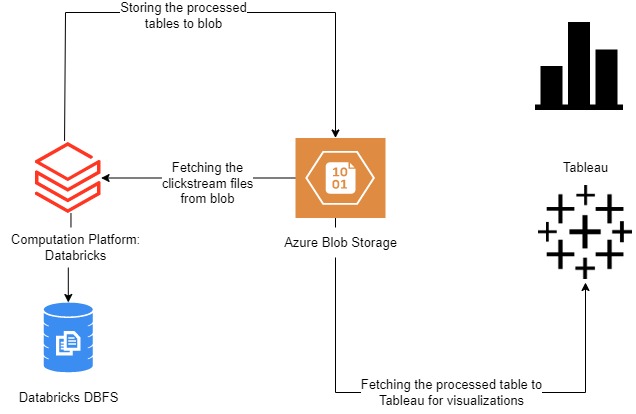 Storing the processed
tables to blob
Fetching the
clickstream files
from blob
10
01
Tableau
Computation Platform:
Databricks
Azure Blob Storage
Fetching the processed table to
Tableau for visualizations
Databricks DBFS